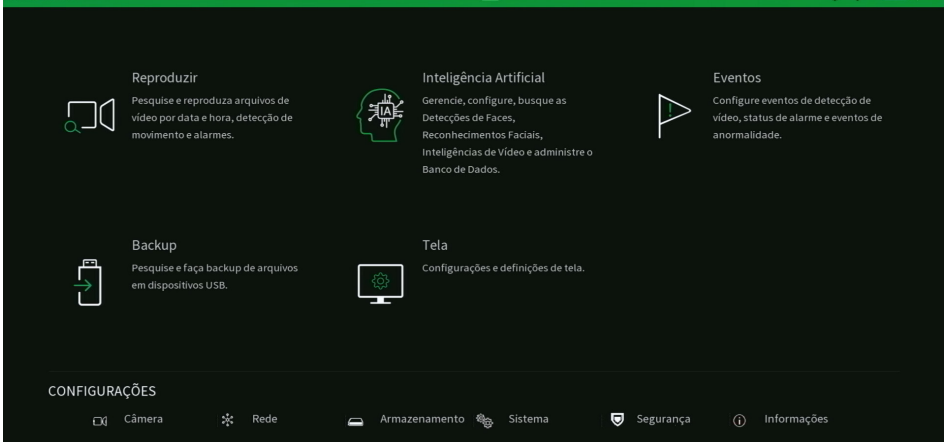 Reproduzir
Pesquise e reproduza arquivos de
vídeo por data e hora, detecção de
movimento e alarmes.
Inteligência Artificial
IA
Gerencie, configure, busque as
Detecções de Faces,
Reconhecimentos Faciais,
Inteligências de Vídeo e administre o
Banco de Dados.
Eventos
Configure eventos de detecção de
vídeo, status de alarme e eventos de
anormalidade.
Backup
Pesquise e faça backup de arquivos
em dispositivos USB.
Tela
Configurações e definições de tela.
CONFIGURAÇÕES
Câmera Rede Armazenamento Sistema Segurança Informações